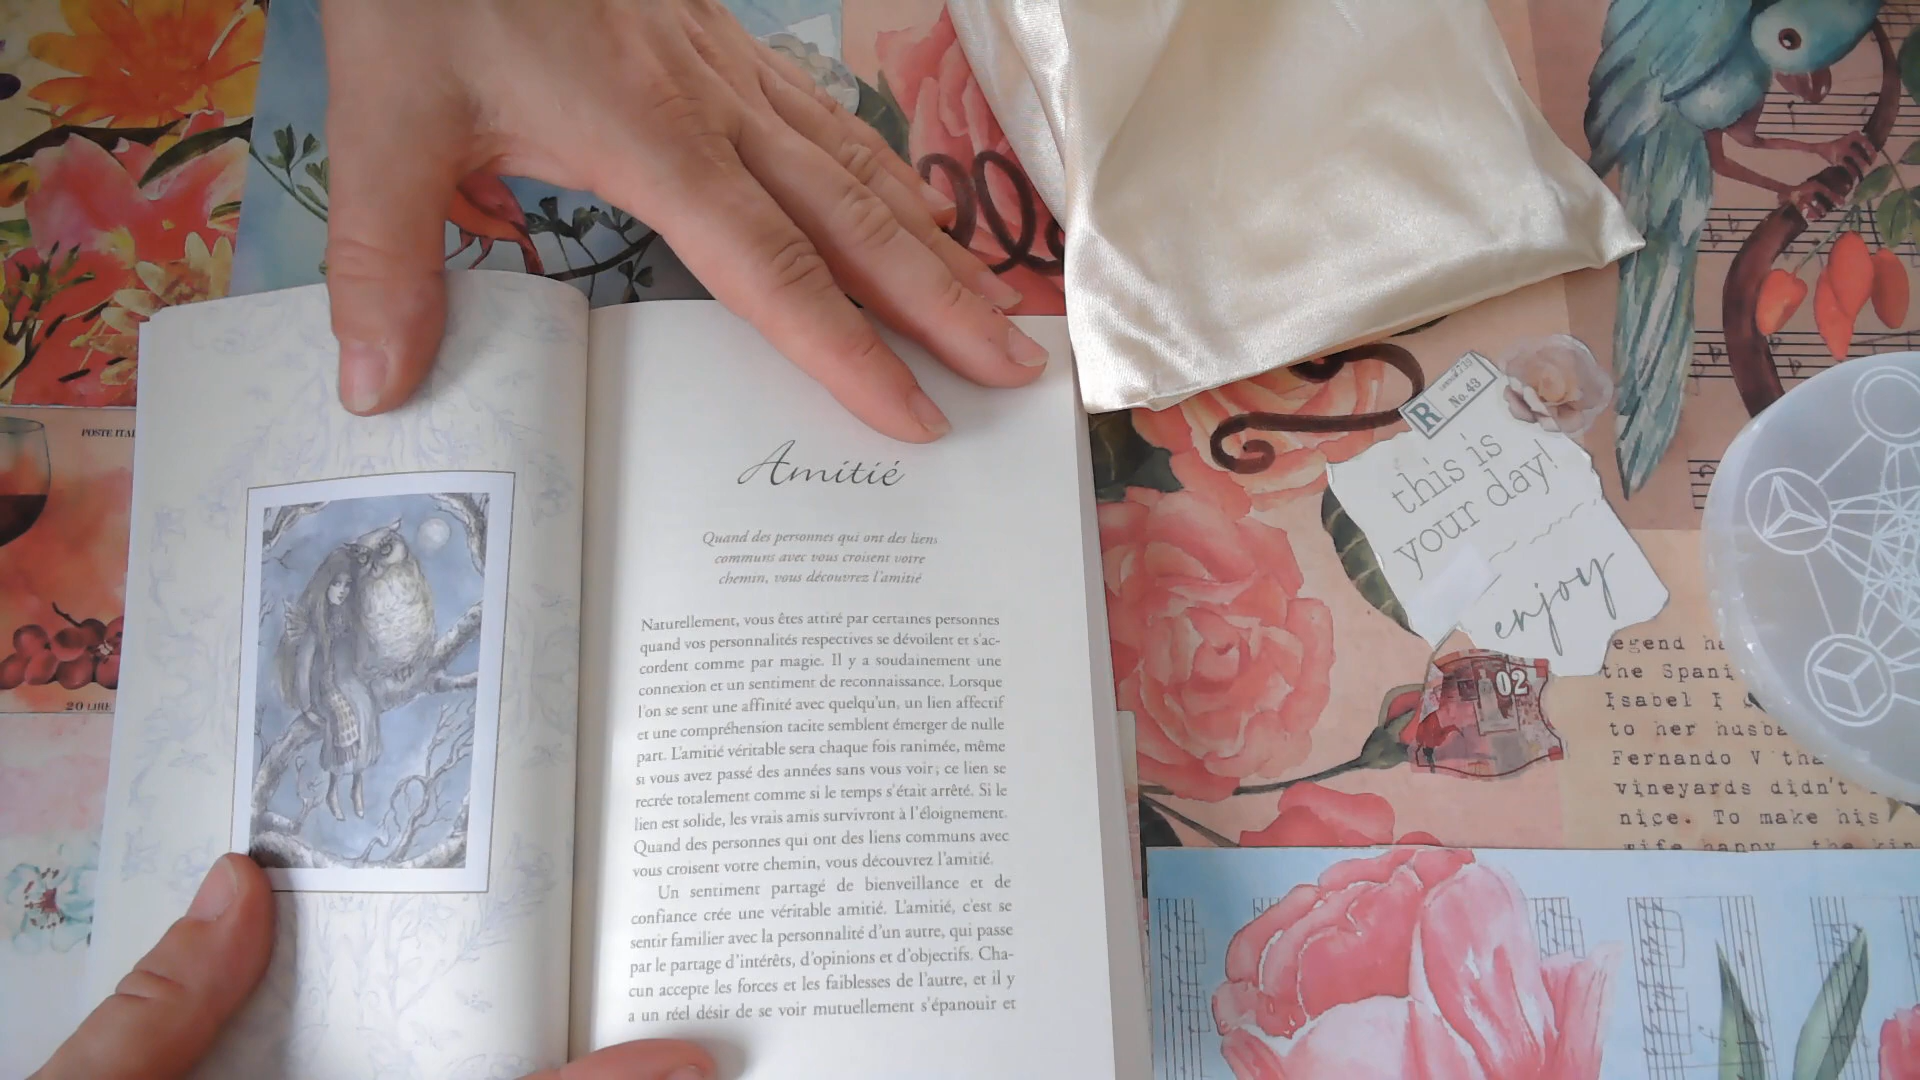 POSTE ITA
20 LIRE
Amitié
Quand des personnes qui ont des liens
communs avec vous croisent votre
chemin, vous découvrez l'amitié
Naturellement, vous êtes attiré par certaines personnes
quand vos personnalités respectives se dévoilent et s'ac-
cordent comme par magie. Il y a soudainement une
connexion et un sentiment de reconnaissance. Lorsque
l'on se sent une affinité avec quelqu'un, un lien affectif
et une compréhension tacite semblent émerger de nulle
part. L'amitié véritable sera chaque fois ranimée, même
si vous avez passé des années sans vous voir; ce lien se
recrée totalement comme si le temps s'était arrêté. Si le
lien est solide, les vrais amis survivront à l'éloignement.
Quand des personnes qui ont des liens communs avec
vous croisent votre chemin, vous découvrez l'amitié.
Un sentiment partagé de bienveillance et de
confiance crée une véritable amitié. L'amitié, c'est se
sentir familier avec la personnalité d'un autre, qui passe
par le partage d'intérêts, d'opinions et d'objectifs. Cha-
cun accepte les forces et les faiblesses de l'autre, et il y
a un réel désir de se voir mutuellement s'épanouir et
R No. 43
this is
your day!
enjoy
02
egend ha
the Spani
Isabel I
to her husba
Fernando V tha
vineyards didn't
nice. To make his
wife happy, the kin